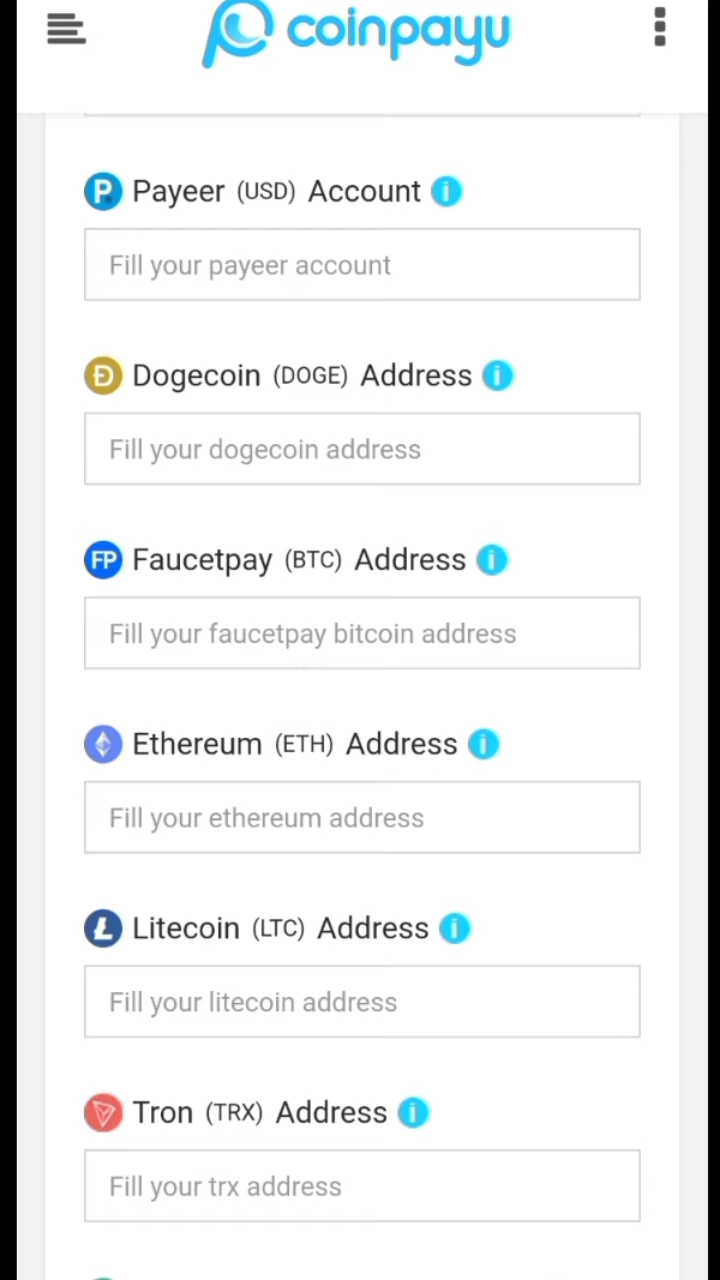 coinpayu
Payeer (USD) Account
Fill your payeer account
Dogecoin (DOGE) Address
Fill your dogecoin address
FP Faucetpay (BTC) Address
Fill your faucetpay bitcoin address
Ethereum (ETH) Address
Fill your ethereum address
Litecoin (LTC) Address
Fill your litecoin address
Tron (TRX) Address
Fill your trx address